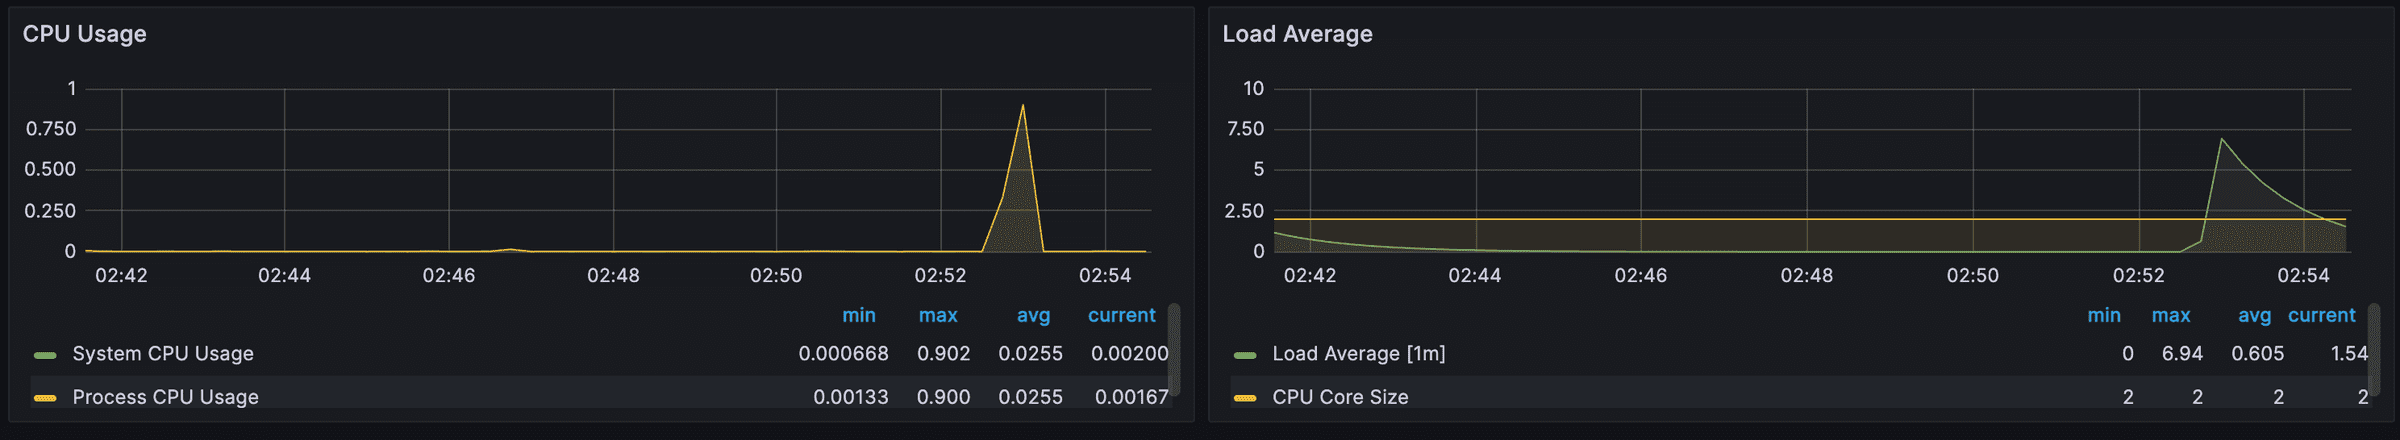 CPU Usage
1
0.750
0.500
0.250
0
02:42 02:44 02:46 02:48 02:50 02:52 02:54
min max avg current
System CPU Usage 0.000668 0.902 0.0255 0.00200
Process CPU Usage 0.00133 0.900 0.0255 0.00167
Load Average
10
7.50
5
2.50
0
02:42 02:44 02:46 02:48 02:50 02:52 02:54
min max avg current
Load Average [1m] 0 6.94 0.605 1.54
CPU Core Size 2 2 2 2